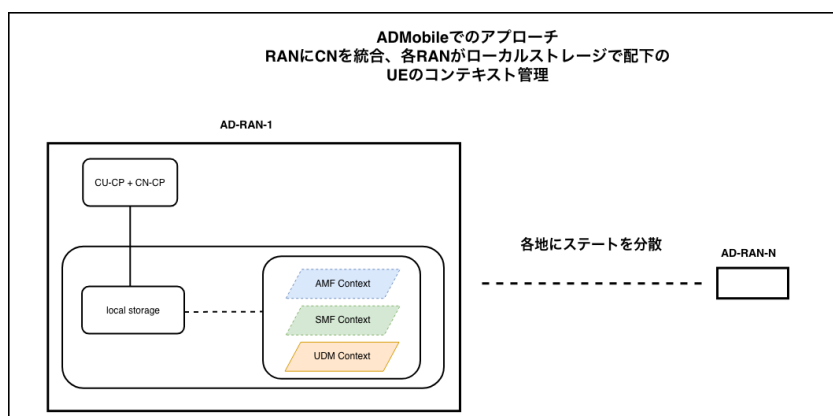 ADMobileでのアプローチ
RANにCNを統合、各RANがローカルストレージで配下の
UEのコンテキスト管理
AD-RAN-1
CU-CP + CN-CP
local storage
AMF Context
SMF Context
UDM Context
各地にステートを分散
AD-RAN-N